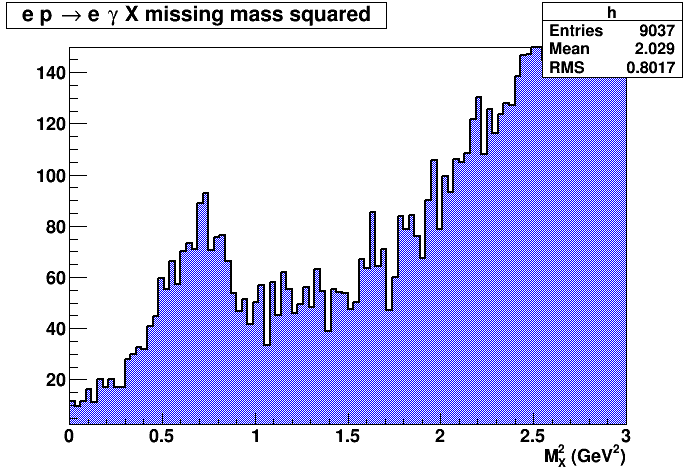 e p → e γ X missing mass squared
h
Entries 9037
Mean 2.029
RMS 0.8017
140
120
100
80
60
40
20
0 0.5 1 1.5 2 2.5 3
M²X (GeV²)